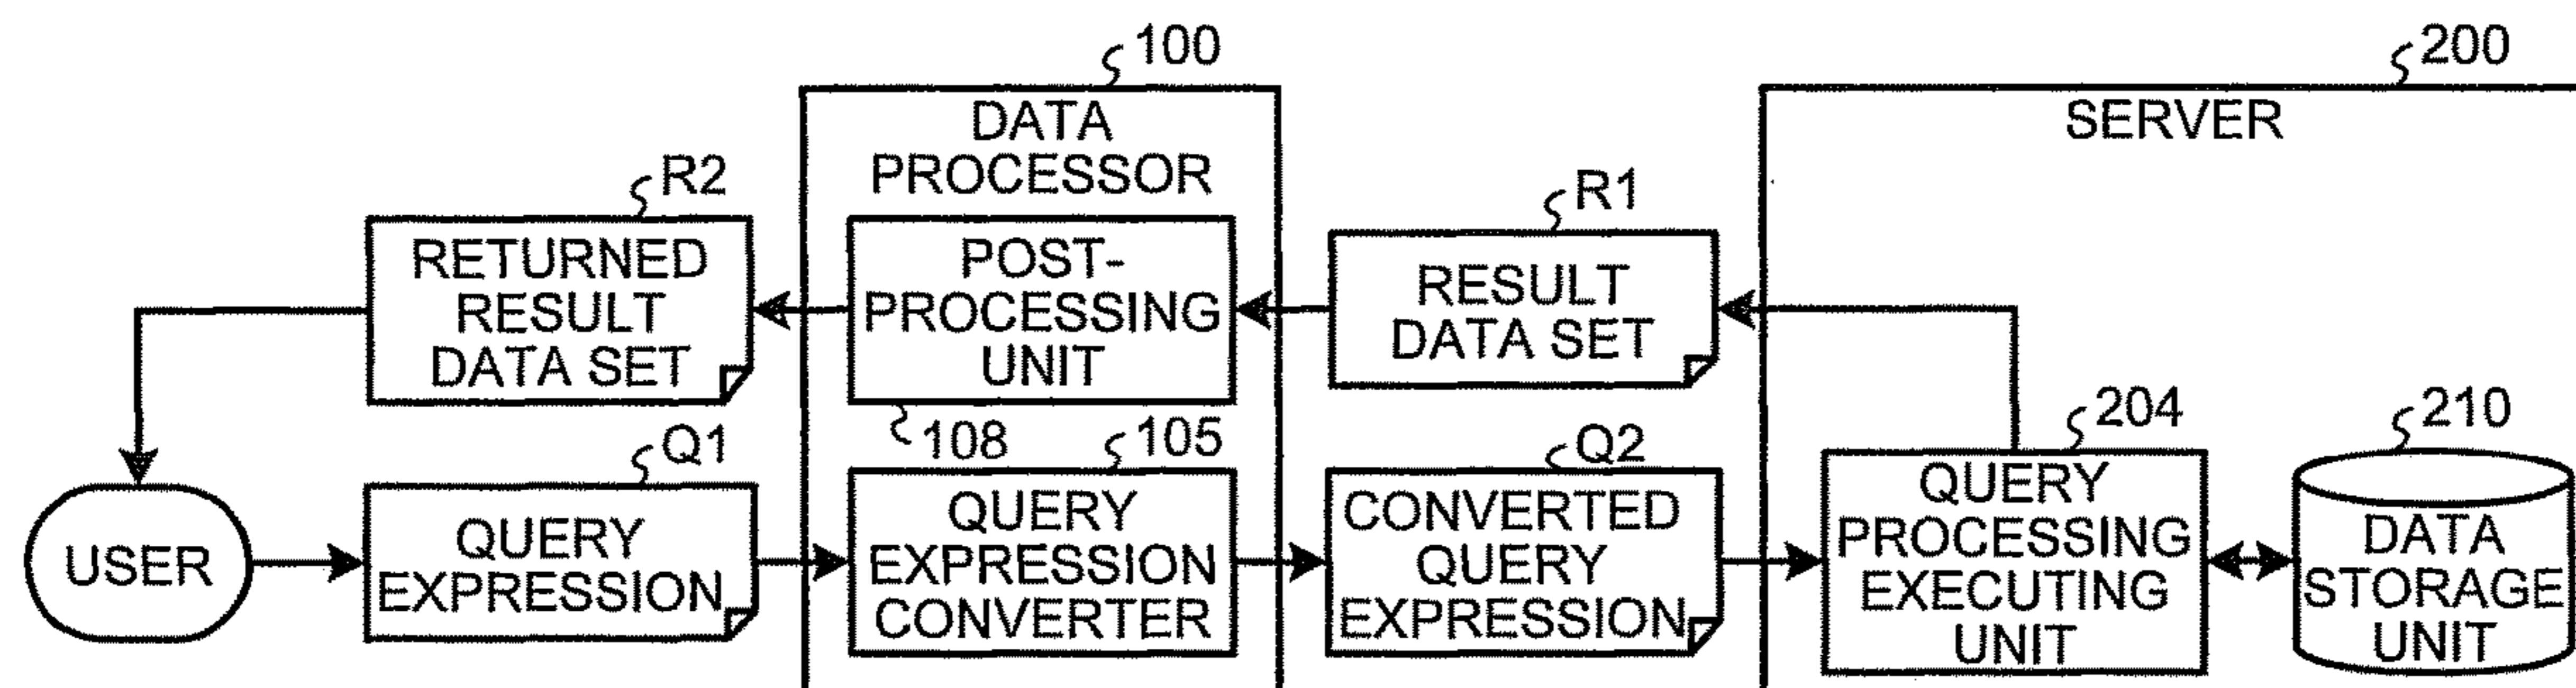 100
200
DATA
PROCESSOR
SERVER
R2
R1
RETURNED
RESULT
DATA SET
POST-
PROCESSING
UNIT
RESULT
DATA SET
108
105
Q1
Q2
204
210
USER
QUERY
EXPRESSION
QUERY
EXPRESSION
CONVERTER
CONVERTED
QUERY
EXPRESSION
QUERY
PROCESSING
EXECUTING
UNIT
DATA
STORAGE
UNIT